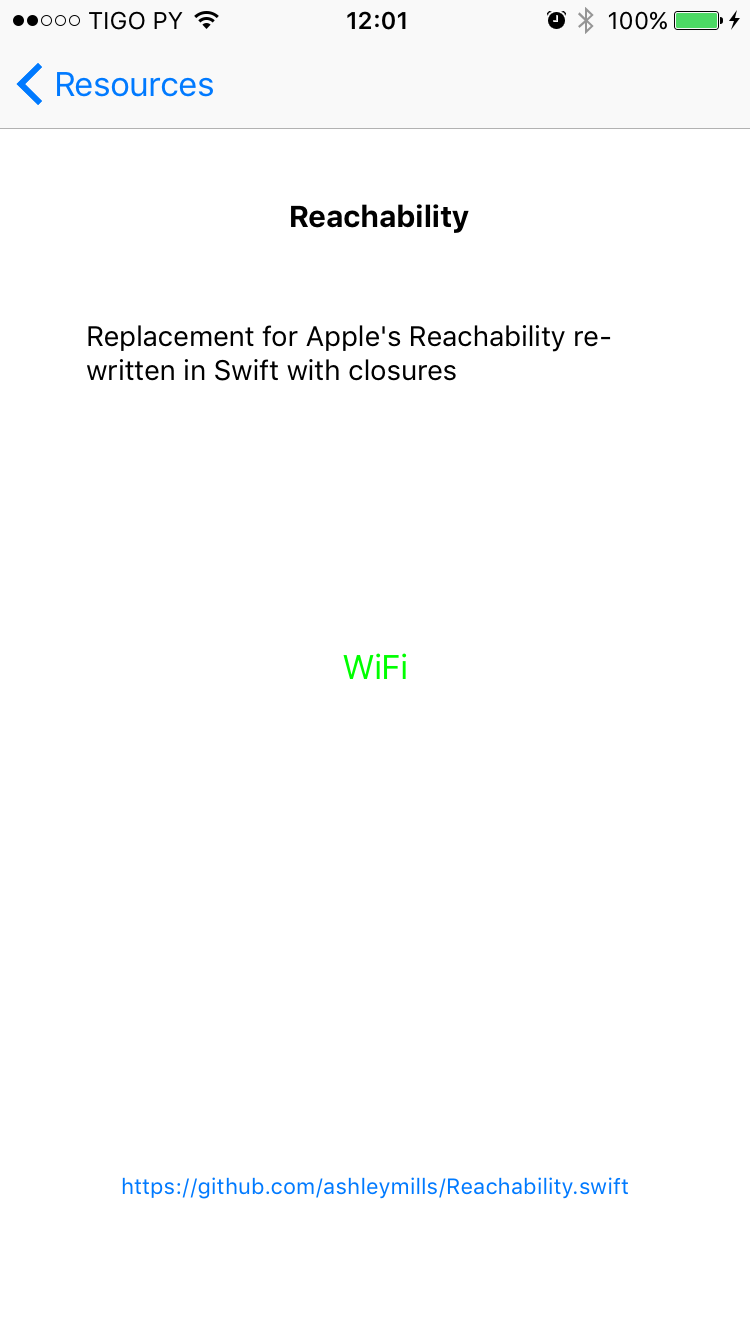 TIGO PY 12:01 100%
Resources
Reachability
Replacement for Apple's Reachability re-
written in Swift with closures
WiFi
https://github.com/ashleymills/Reachability.swift